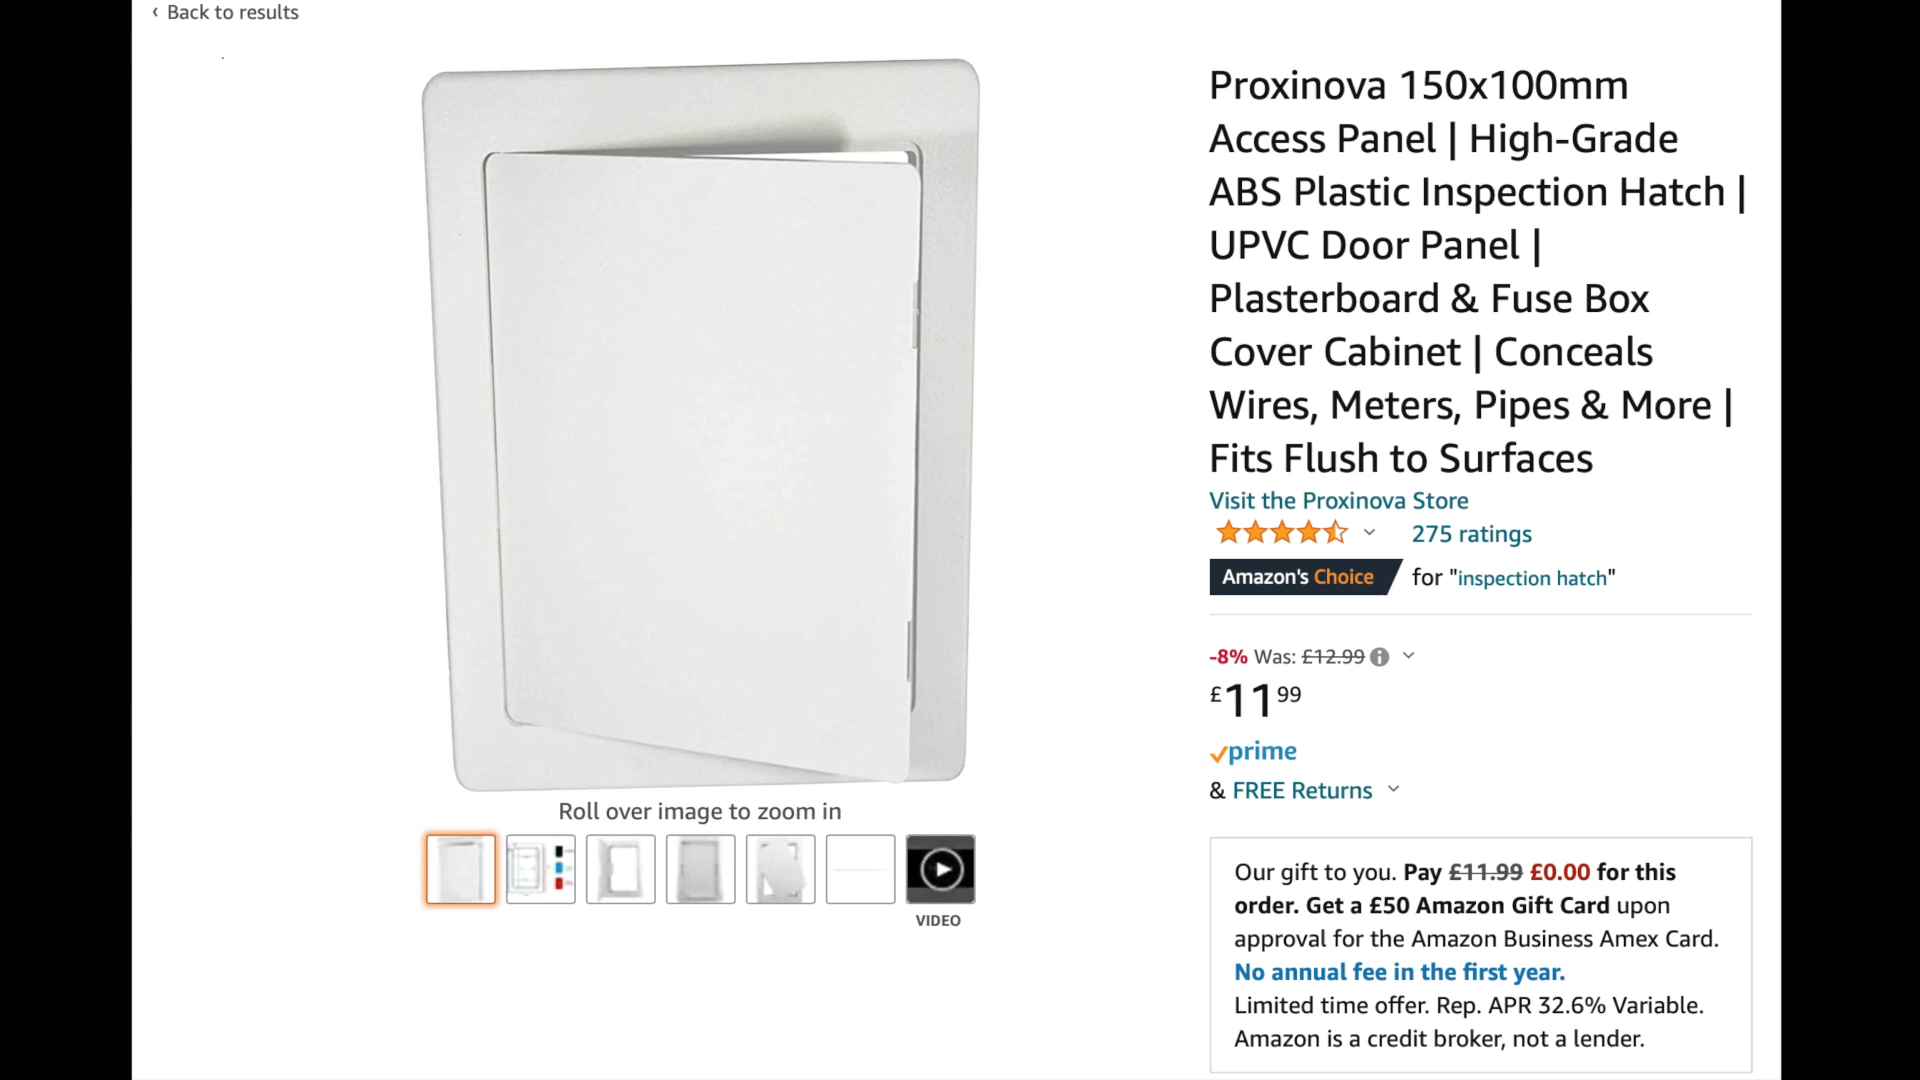 ‹ Back to results
Proxinova 150x100mm
Access Panel | High-Grade
ABS Plastic Inspection Hatch |
UPVC Door Panel |
Plasterboard & Fuse Box
Cover Cabinet | Conceals
Wires, Meters, Pipes & More |
Fits Flush to Surfaces
Visit the Proxinova Store
275 ratings
Amazon's Choice for "inspection hatch"
-8% Was: £12.99
£11 99
prime
& FREE Returns
Roll over image to zoom in
VIDEO
Our gift to you. Pay £11.99 £0.00 for this
order. Get a £50 Amazon Gift Card upon
approval for the Amazon Business Amex Card.
No annual fee in the first year.
Limited time offer. Rep. APR 32.6% Variable.
Amazon is a credit broker, not a lender.